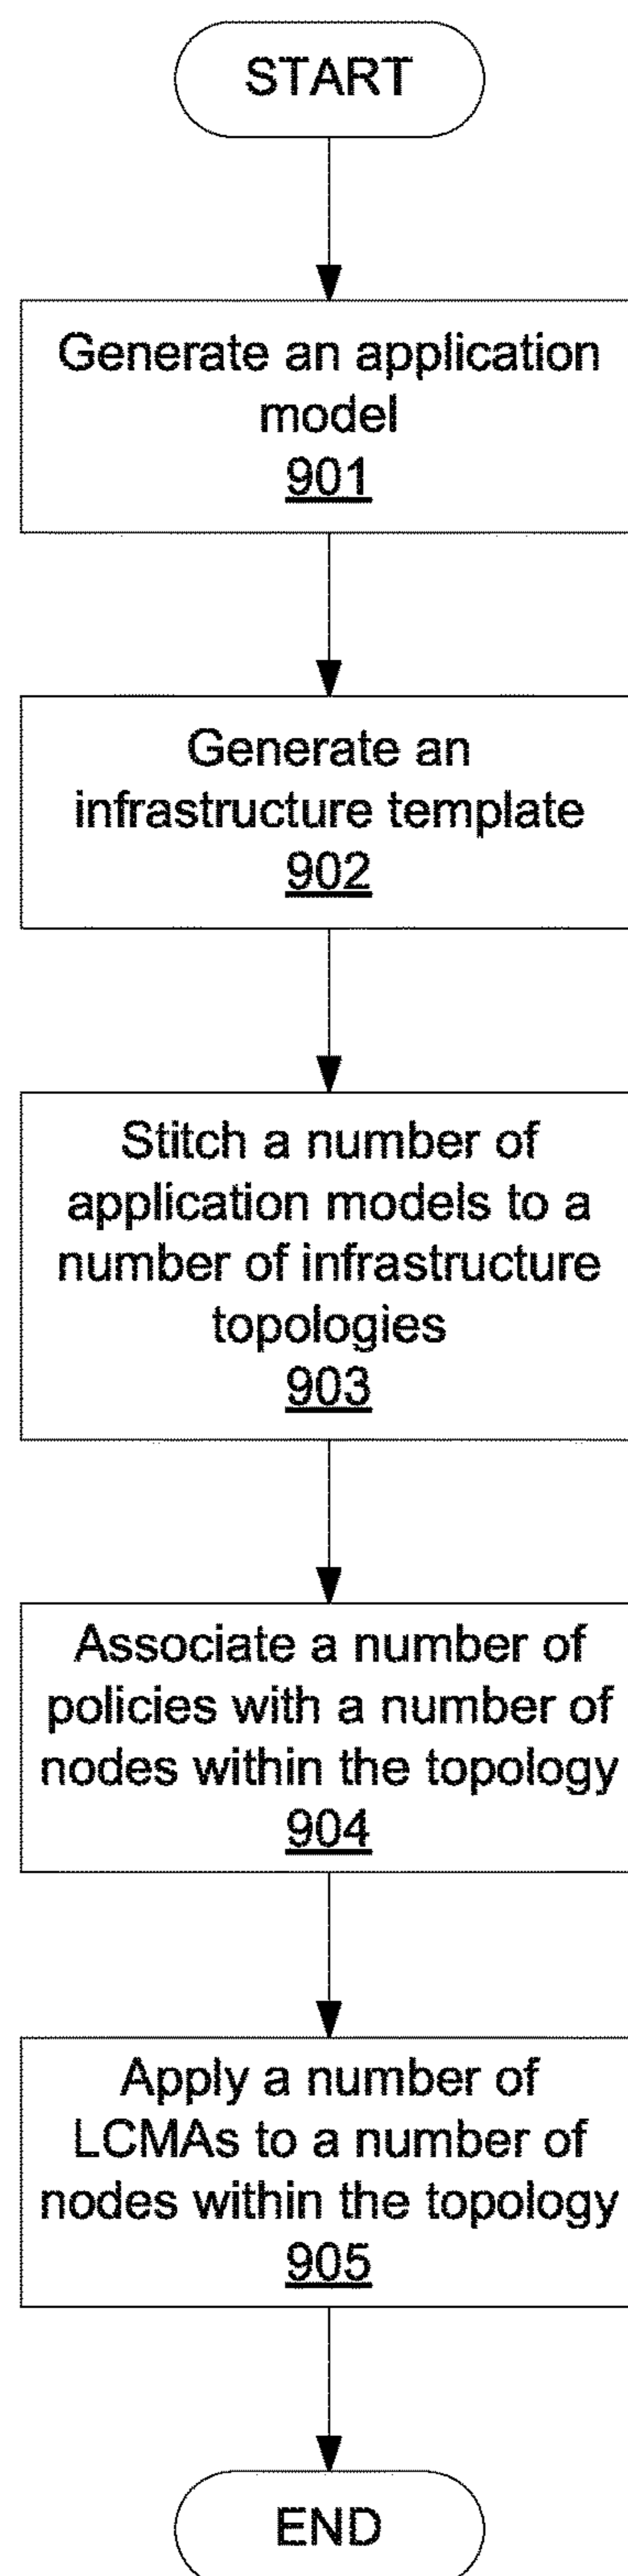 START
Generate an application
model
901
Generate an
infrastructure template
902
Stitch a number of
application models to a
number of infrastructure
topologies
903
Associate a number of
policies with a number of
nodes within the topology
904
Apply a number of
LCMAs to a number of
nodes within the topology
905
END